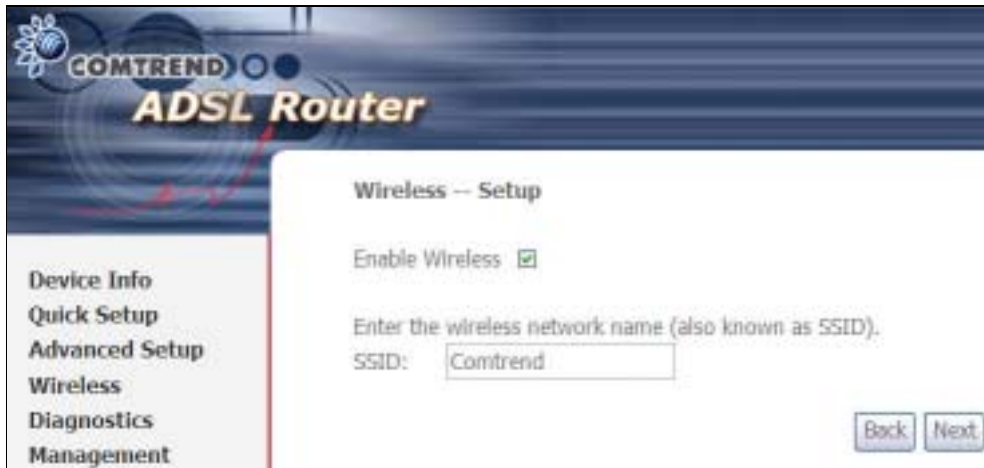 COMTREND
ADSL Router
Wireless -- Setup
Enable Wireless
Enter the wireless network name (also known as SSID).
SSID: Comtrend
Back Next
Device Info
Quick Setup
Advanced Setup
Wireless
Diagnostics
Management